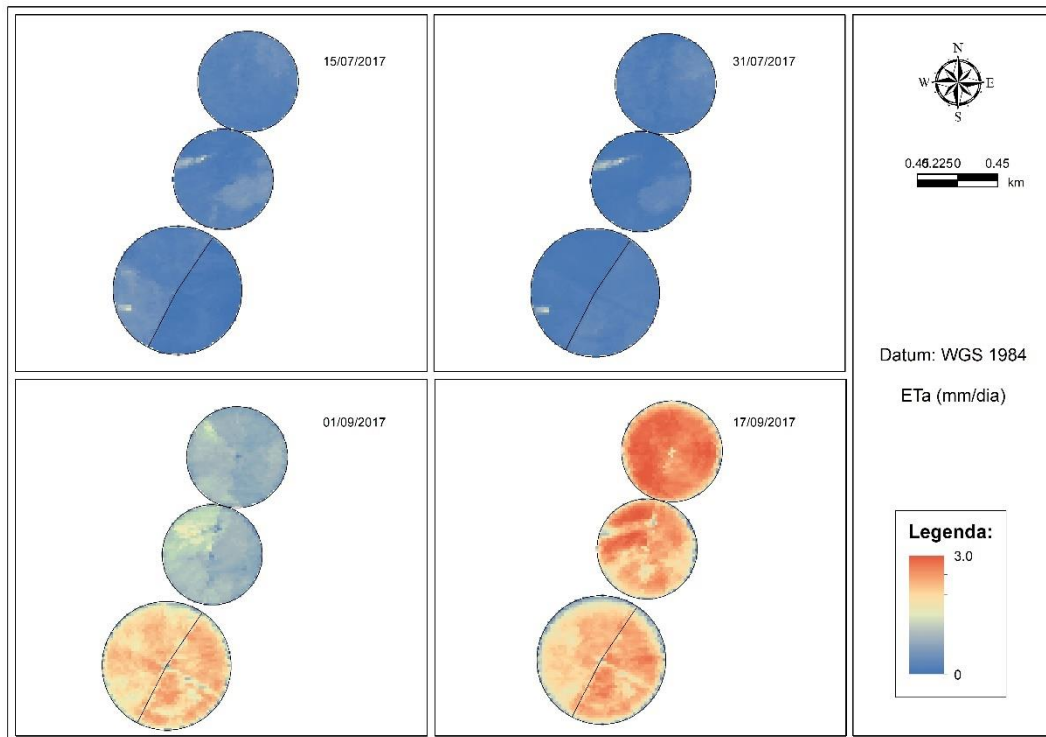 15/07/2017
31/07/2017
N
W E
S
0.45 0.225 0 0.45
km
Datum: WGS 1984
ETa (mm/dia)
01/09/2017
17/09/2017
Legenda:
3.0
0